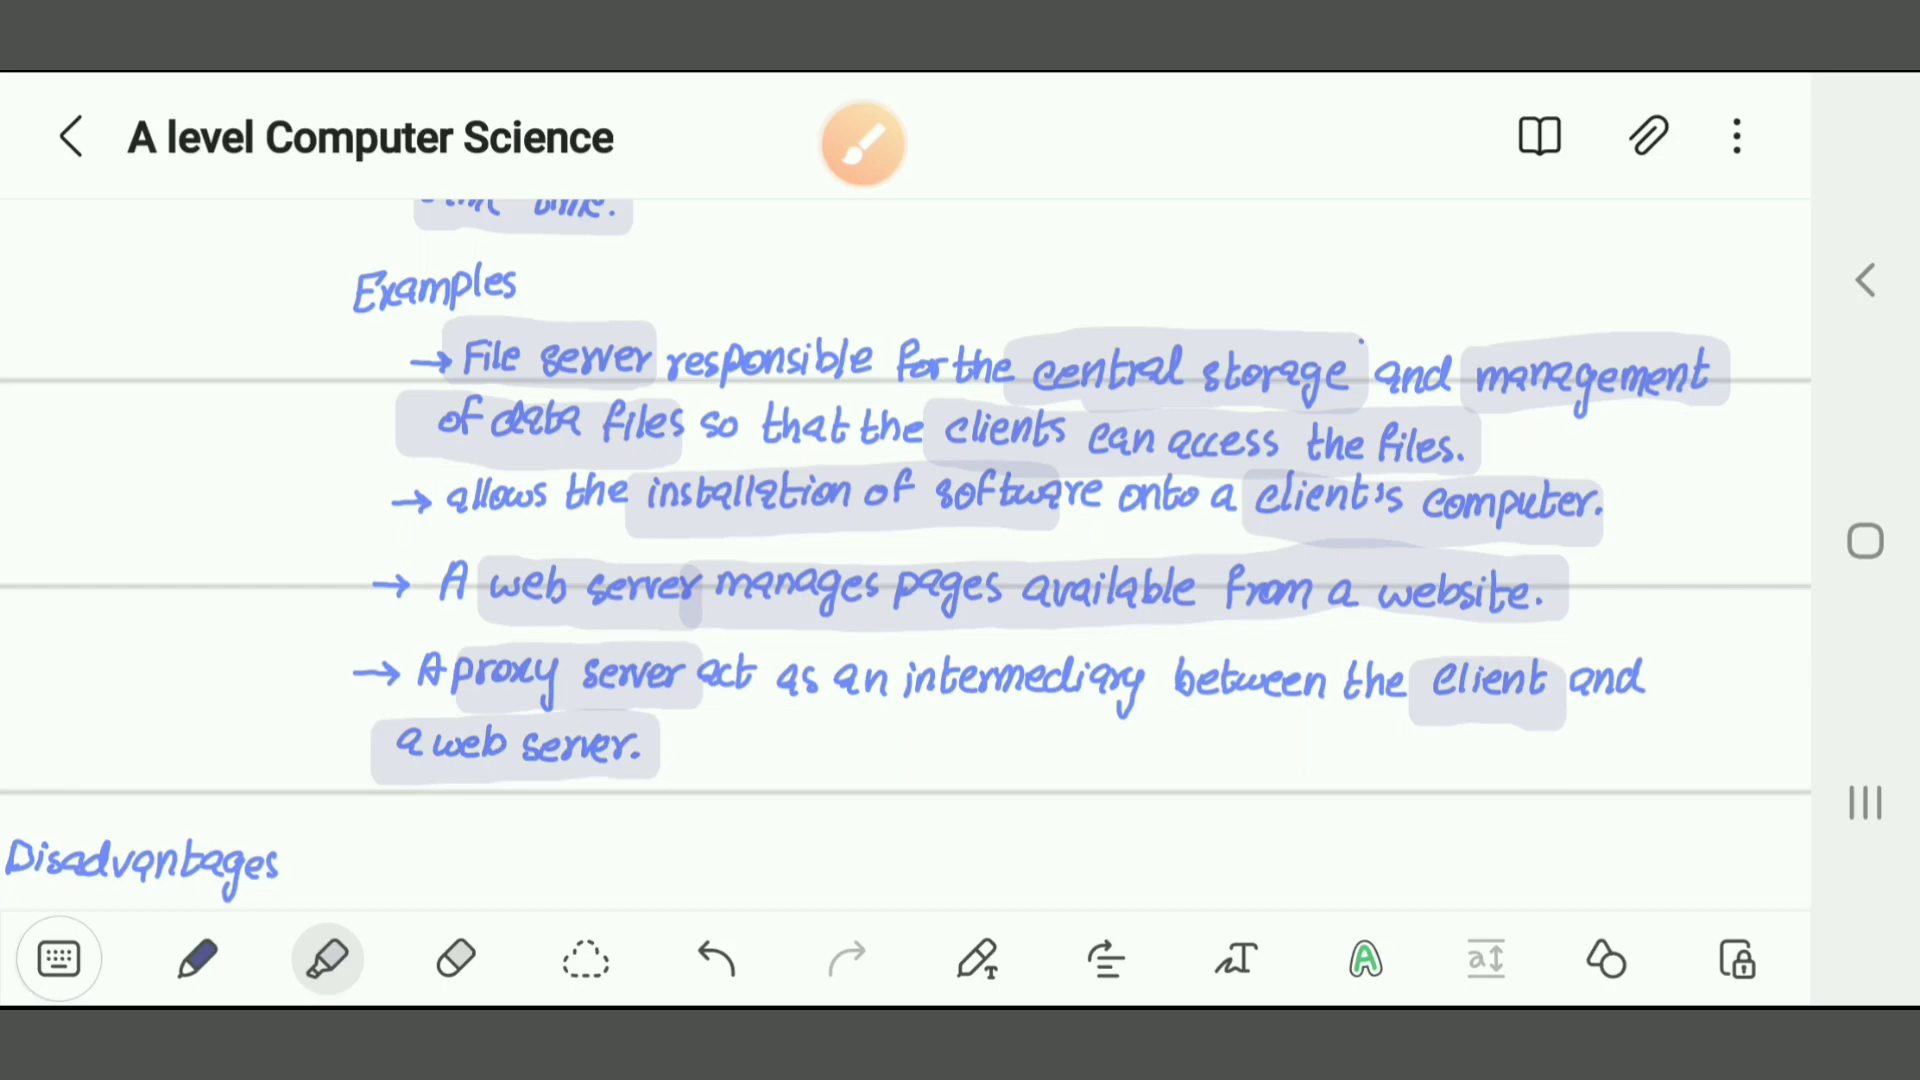 A level Computer Science
time.
Examples
→ File server responsible for the central storage and management
of data files so that the clients can access the files.
→ allows the installation of software onto a client's computer.
→ A web server manages pages available from a website.
→ A proxy server act as an intermediary between the client and
a web server.
Disadvantages